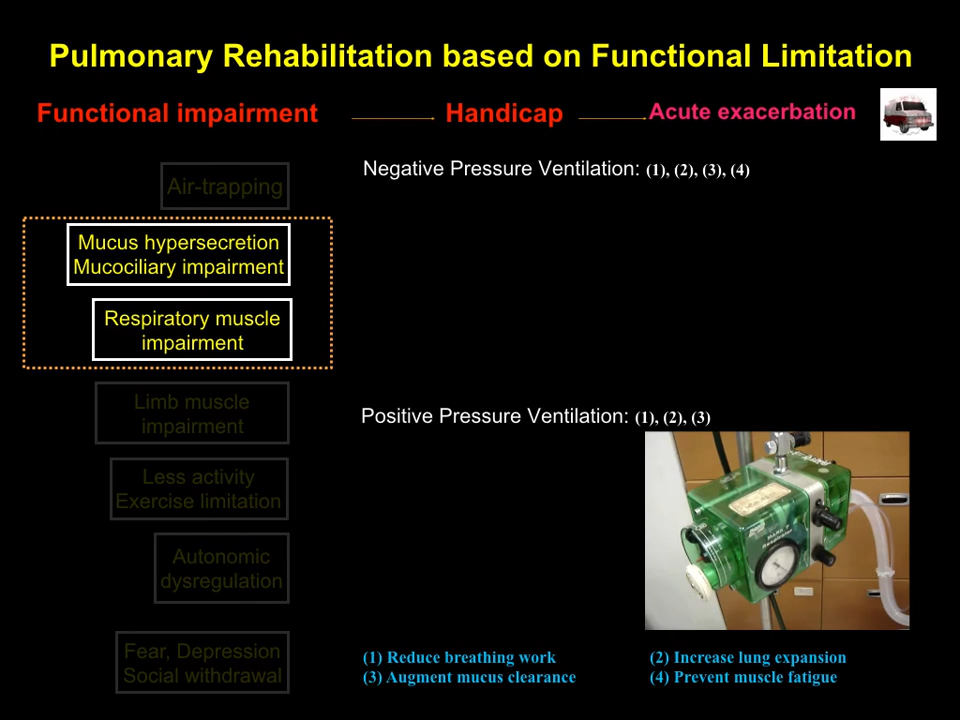 Pulmonary Rehabilitation based on Functional Limitation
Functional impairment
Handicap
Acute exacerbation
Negative Pressure Ventilation: (1), (2), (3), (4)
Air-trapping
Mucus hypersecretion
Mucociliary impairment
Respiratory muscle
impairment
Limb muscle
impairment
Positive Pressure Ventilation: (1), (2), (3)
Less activity
Exercise limitation
Autonomic
dysregulation
MARK 7
Respirator
Fear, Depression
Social withdrawal
(1) Reduce breathing work
(2) Increase lung expansion
(3) Augment mucus clearance
(4) Prevent muscle fatigue